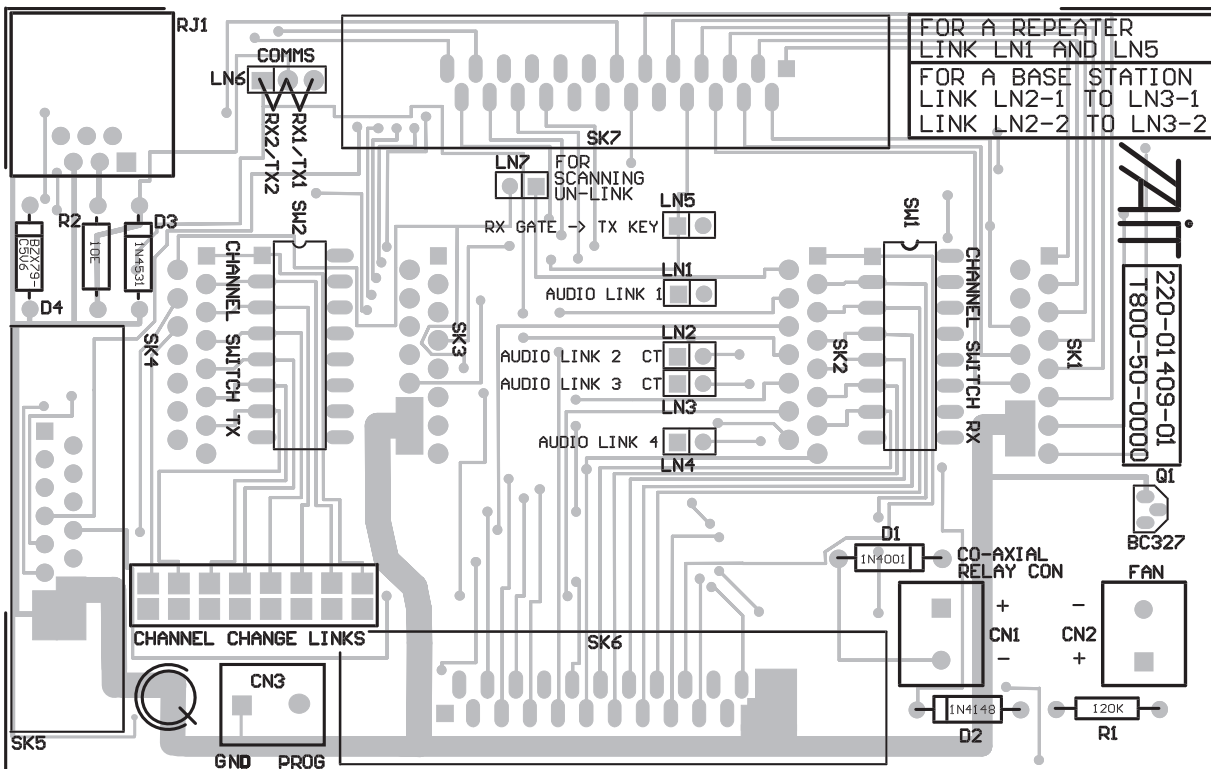 RJ1
COMMS
LN6
RX2/TX2
RX1/TX1
SW2
SK7
FOR A REPEATER
LINK LN1 AND LN5
FOR A BASE STATION
LINK LN2-1 TO LN3-1
LINK LN2-2 TO LN3-2
TAIT
LN7
FOR
SCANNING
UN-LINK
LN5
RX GATE -> TX KEY
SW1
R2
D3
BZX79-
C5V6
10E
1N4531
D4
LN1
AUDIO LINK 1
LN2
AUDIO LINK 2 CT
AUDIO LINK 3 CT
LN3
AUDIO LINK 4
LN4
SK4
CHANNEL SWITCH TX
SK3
SK2
CHANNEL SWITCH RX
SK1
220-01409-01
T800-50-0000
Q1
BC327
D1
1N4001
CO-AXIAL
RELAY CON
FAN
+
-
CN1
CN2
-
+
CHANNEL CHANGE LINKS
SK6
CN3
SK5
GND PROG
1N4148
D2
120K
R1